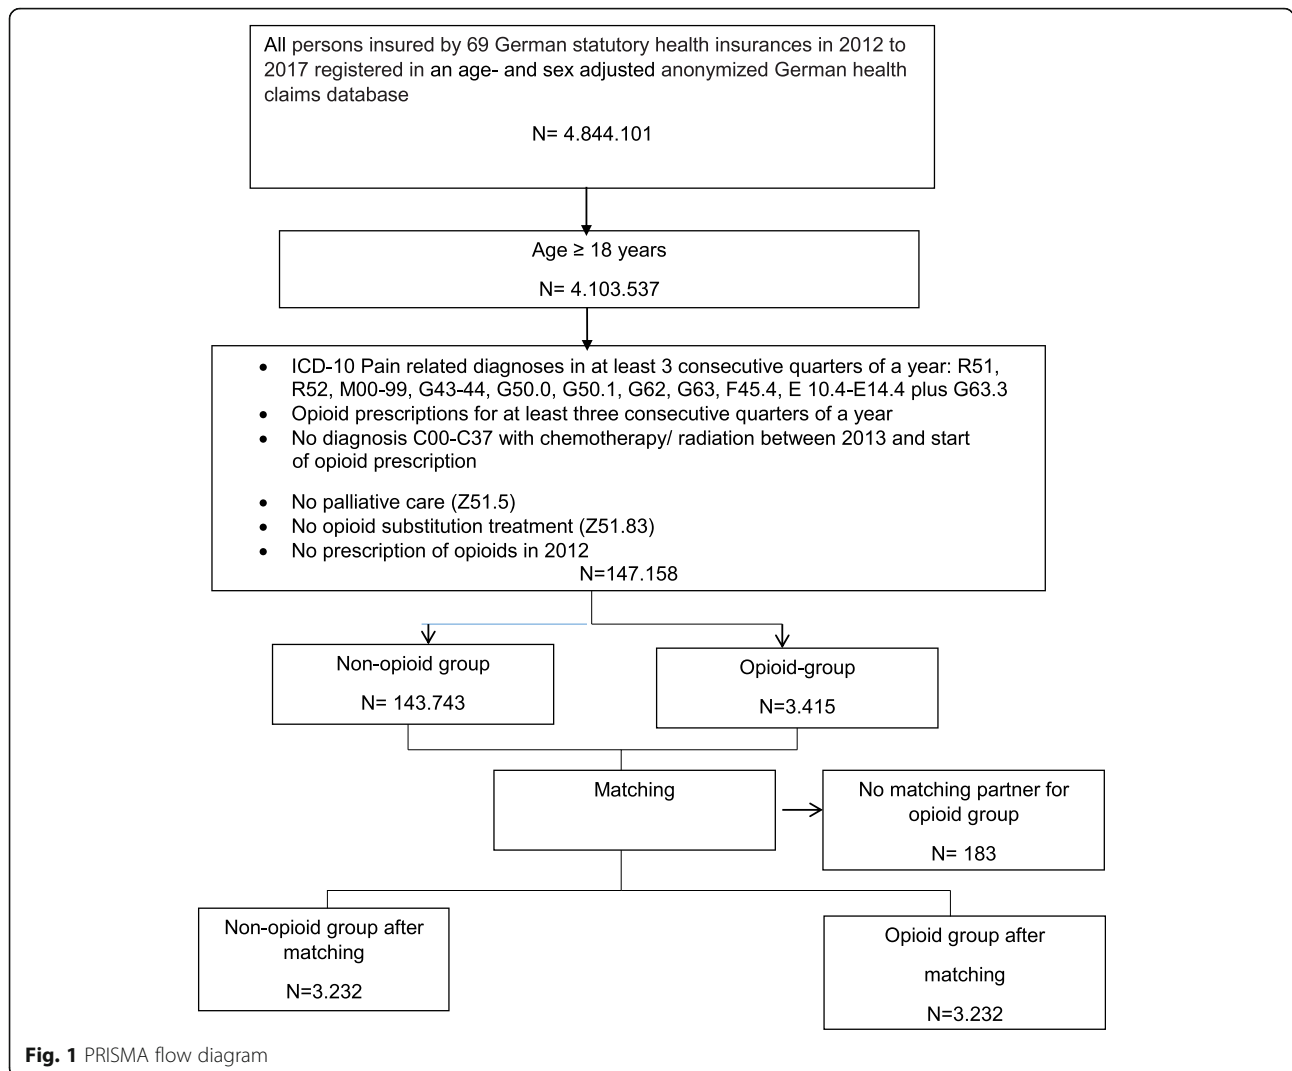 All persons insured by 69 German statutory health insurances in 2012 to
2017 registered in an age- and sex adjusted anonymized German health
claims database
N= 4.844.101
Age ≥ 18 years
N= 4.103.537
• ICD-10 Pain related diagnoses in at least 3 consecutive quarters of a year: R51,
R52, M00-99, G43-44, G50.0, G50.1, G62, G63, F45.4, E 10.4-E14.4 plus G63.3
• Opioid prescriptions for at least three consecutive quarters of a year
• No diagnosis C00-C37 with chemotherapy/ radiation between 2013 and start
of opioid prescription
• No palliative care (Z51.5)
• No opioid substitution treatment (Z51.83)
• No prescription of opioids in 2012
N=147.158
Non-opioid group
N= 143.743
Opioid-group
N=3.415
Matching
No matching partner for
opioid group
N= 183
Non-opioid group after
matching
N=3.232
Opioid group after
matching
N=3.232
Fig. 1 PRISMA flow diagram